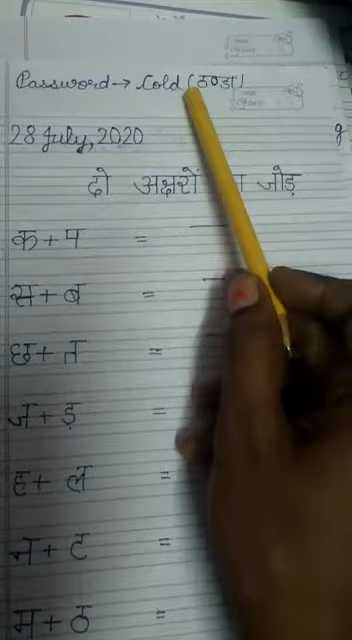 Password → Cold (ठण्डा)
28 July, 2020
दो अक्षरों जोड़
क + प =
स + ब =
छ + त =
ज + ड़ =
ह + ल =
न + ट =
म + ठ =